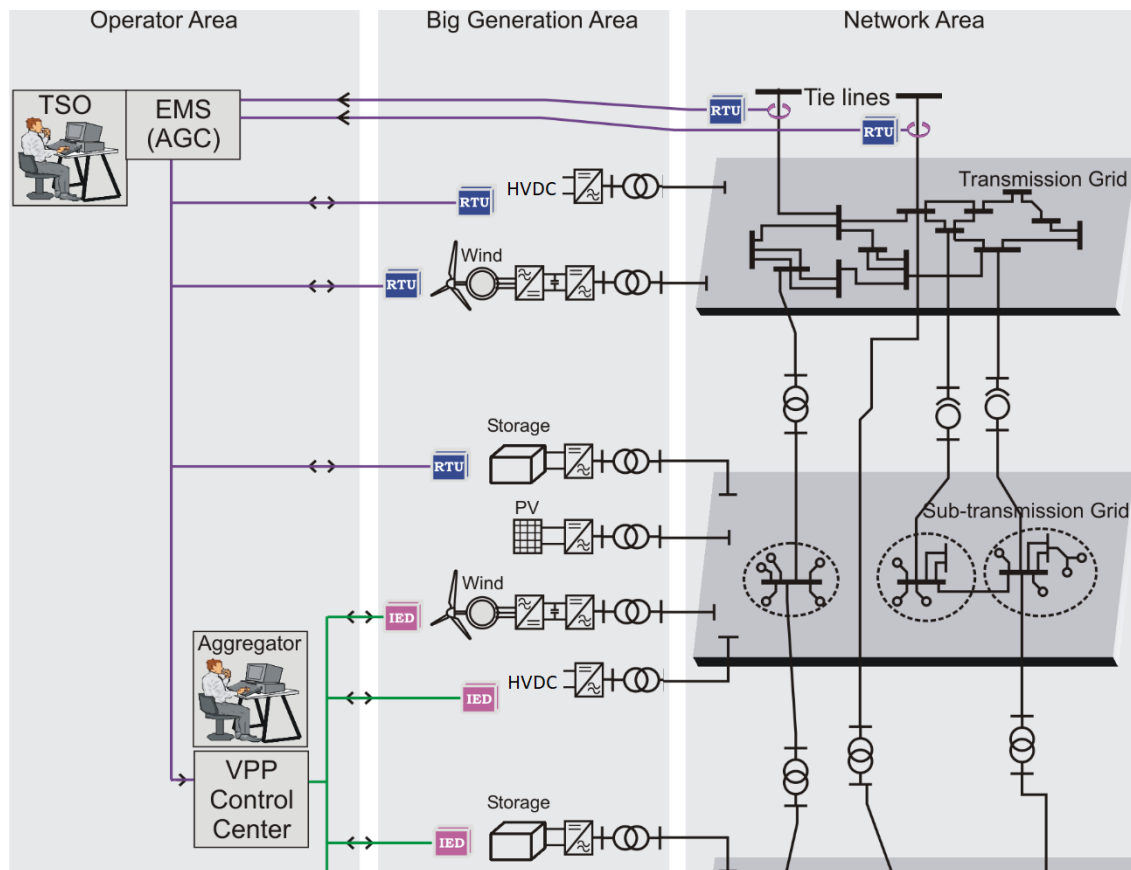 Operator Area
Big Generation Area
Network Area
TSO
EMS
(AGC)
RTU
Tie lines
RTU
HVDC
RTU
Transmission Grid
Wind
RTU
Storage
RTU
PV
Sub-transmission Grid
Wind
IED
Aggregator
HVDC
IED
VPP
Control
Center
Storage
IED